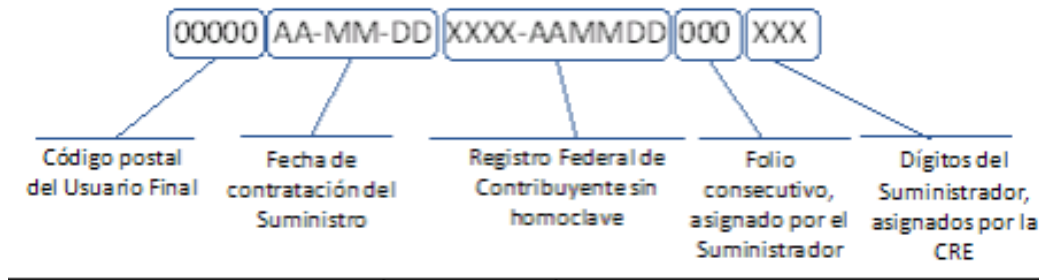 00000 AA-MM-DD XXXX-AAMMDD 000 XXX
Código postal
del Usuario Final
Fecha de
contratación del
Suministro
Registro Federal de
Contribuyente sin
homoclave
Folio
consecutivo,
asignado por el
Suministrador
Dígitos del
Suministrador,
asignados por la
CRE